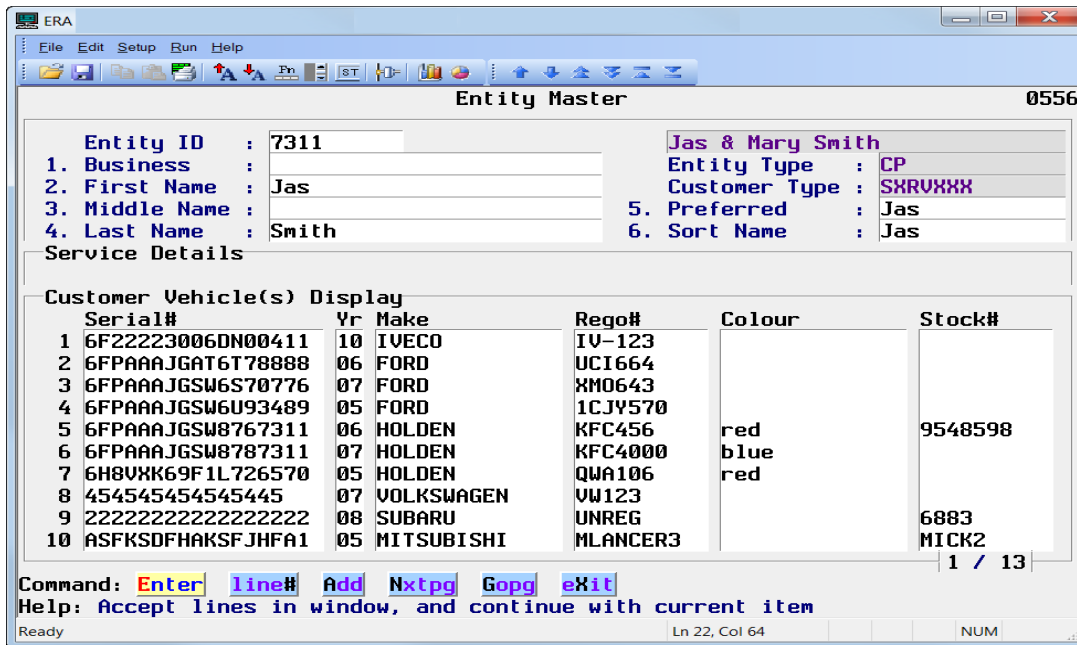 ERA
File Edit Setup Run Help
Entity Master 0556
Entity ID : 7311 Jas & Mary Smith
1. Business : Entity Type : CP
2. First Name : Jas Customer Type : SXRVXXX
3. Middle Name : 5. Preferred : Jas
4. Last Name : Smith 6. Sort Name : Jas
Service Details
Customer Vehicle(s) Display
Serial# Yr Make Rego# Colour Stock#
1 6F22223006DN00411 10 IVECO IV-123
2 6FPAAAJGAT6T78888 06 FORD UCI664
3 6FPAAAJGSW6S70776 07 FORD XMO643
4 6FPAAAJGSW6U93489 05 FORD 1CJY570
5 6FPAAAJGSW8767311 06 HOLDEN KFC456 red 9548598
6 6FPAAAJGSW8787311 07 HOLDEN KFC4000 blue
7 6H8VXK69F1L726570 05 HOLDEN QWA106 red
8 454545454545445 07 VOLKSWAGEN VW123
9 22222222222222222 08 SUBARU UNREG 6883
10 ASFKSDFHAKSFJHFA1 05 MITSUBISHI MLANCER3 MICK2
1 / 13
Command: Enter line# Add Nxtpg Gopg eXit
Help: Accept lines in window, and continue with current item
Ready Ln 22, Col 64 NUM